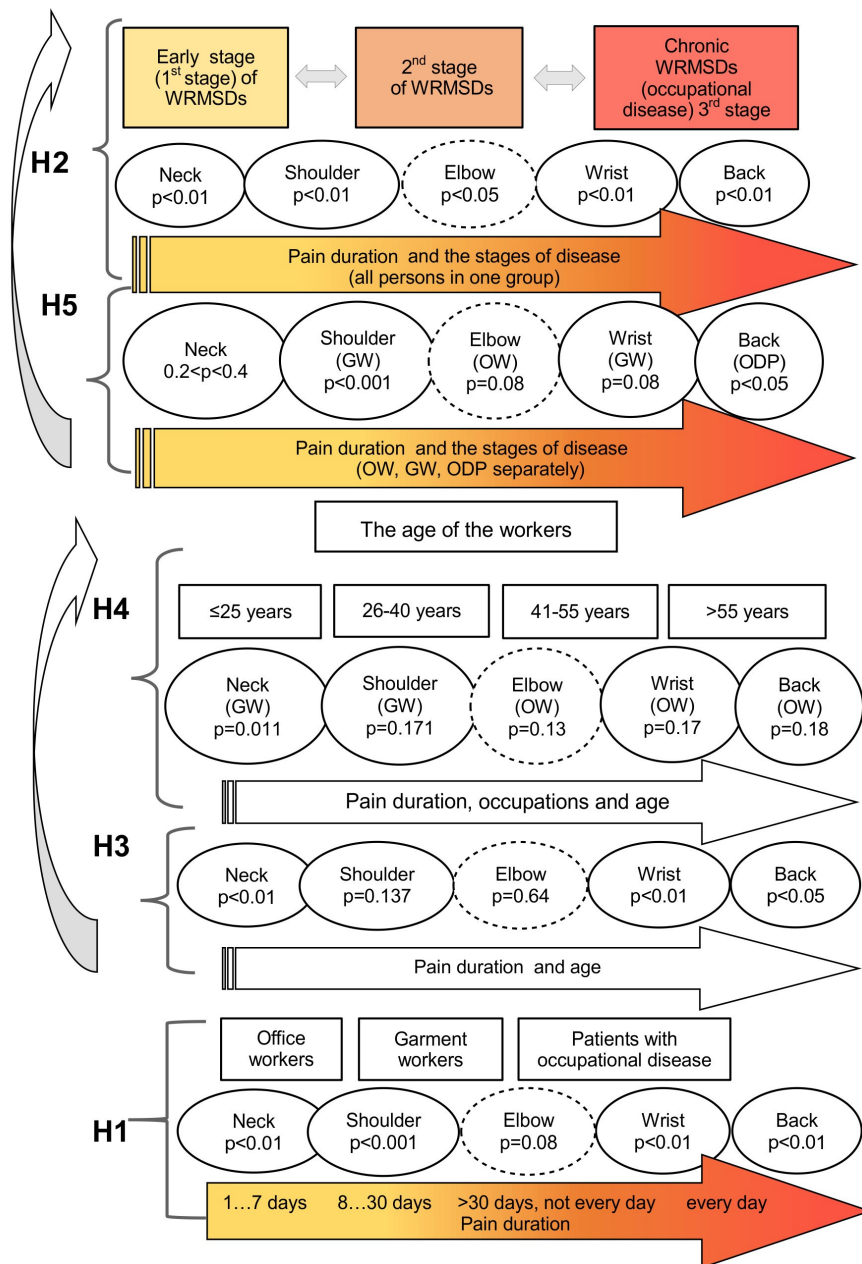 Early stage
(1st stage) of
WRMSDs
2nd stage
of WRMSDs
Chronic
WRMSDs
(occupational
disease) 3rd stage
H2
Neck
p<0.01
Shoulder
p<0.01
Elbow
p<0.05
Wrist
p<0.01
Back
p<0.01
Pain duration and the stages of disease
(all persons in one group)
H5
Neck
0.2<p<0.4
Shoulder
(GW)
p<0.001
Elbow
(OW)
p=0.08
Wrist
(GW)
p=0.08
Back
(ODP)
p<0.05
Pain duration and the stages of disease
(OW, GW, ODP separately)
The age of the workers
H4
≤25 years
26-40 years
41-55 years
>55 years
Neck
(GW)
p=0.011
Shoulder
(GW)
p=0.171
Elbow
(OW)
p=0.13
Wrist
(OW)
p=0.17
Back
(OW)
p=0.18
Pain duration, occupations and age
H3
Neck
p<0.01
Shoulder
p=0.137
Elbow
p=0.64
Wrist
p<0.01
Back
p<0.05
Pain duration and age
Office
workers
Garment
workers
Patients with
occupational disease
H1
Neck
p<0.01
Shoulder
p<0.001
Elbow
p=0.08
Wrist
p<0.01
Back
p<0.01
1...7 days 8...30 days >30 days, not every day every day
Pain duration